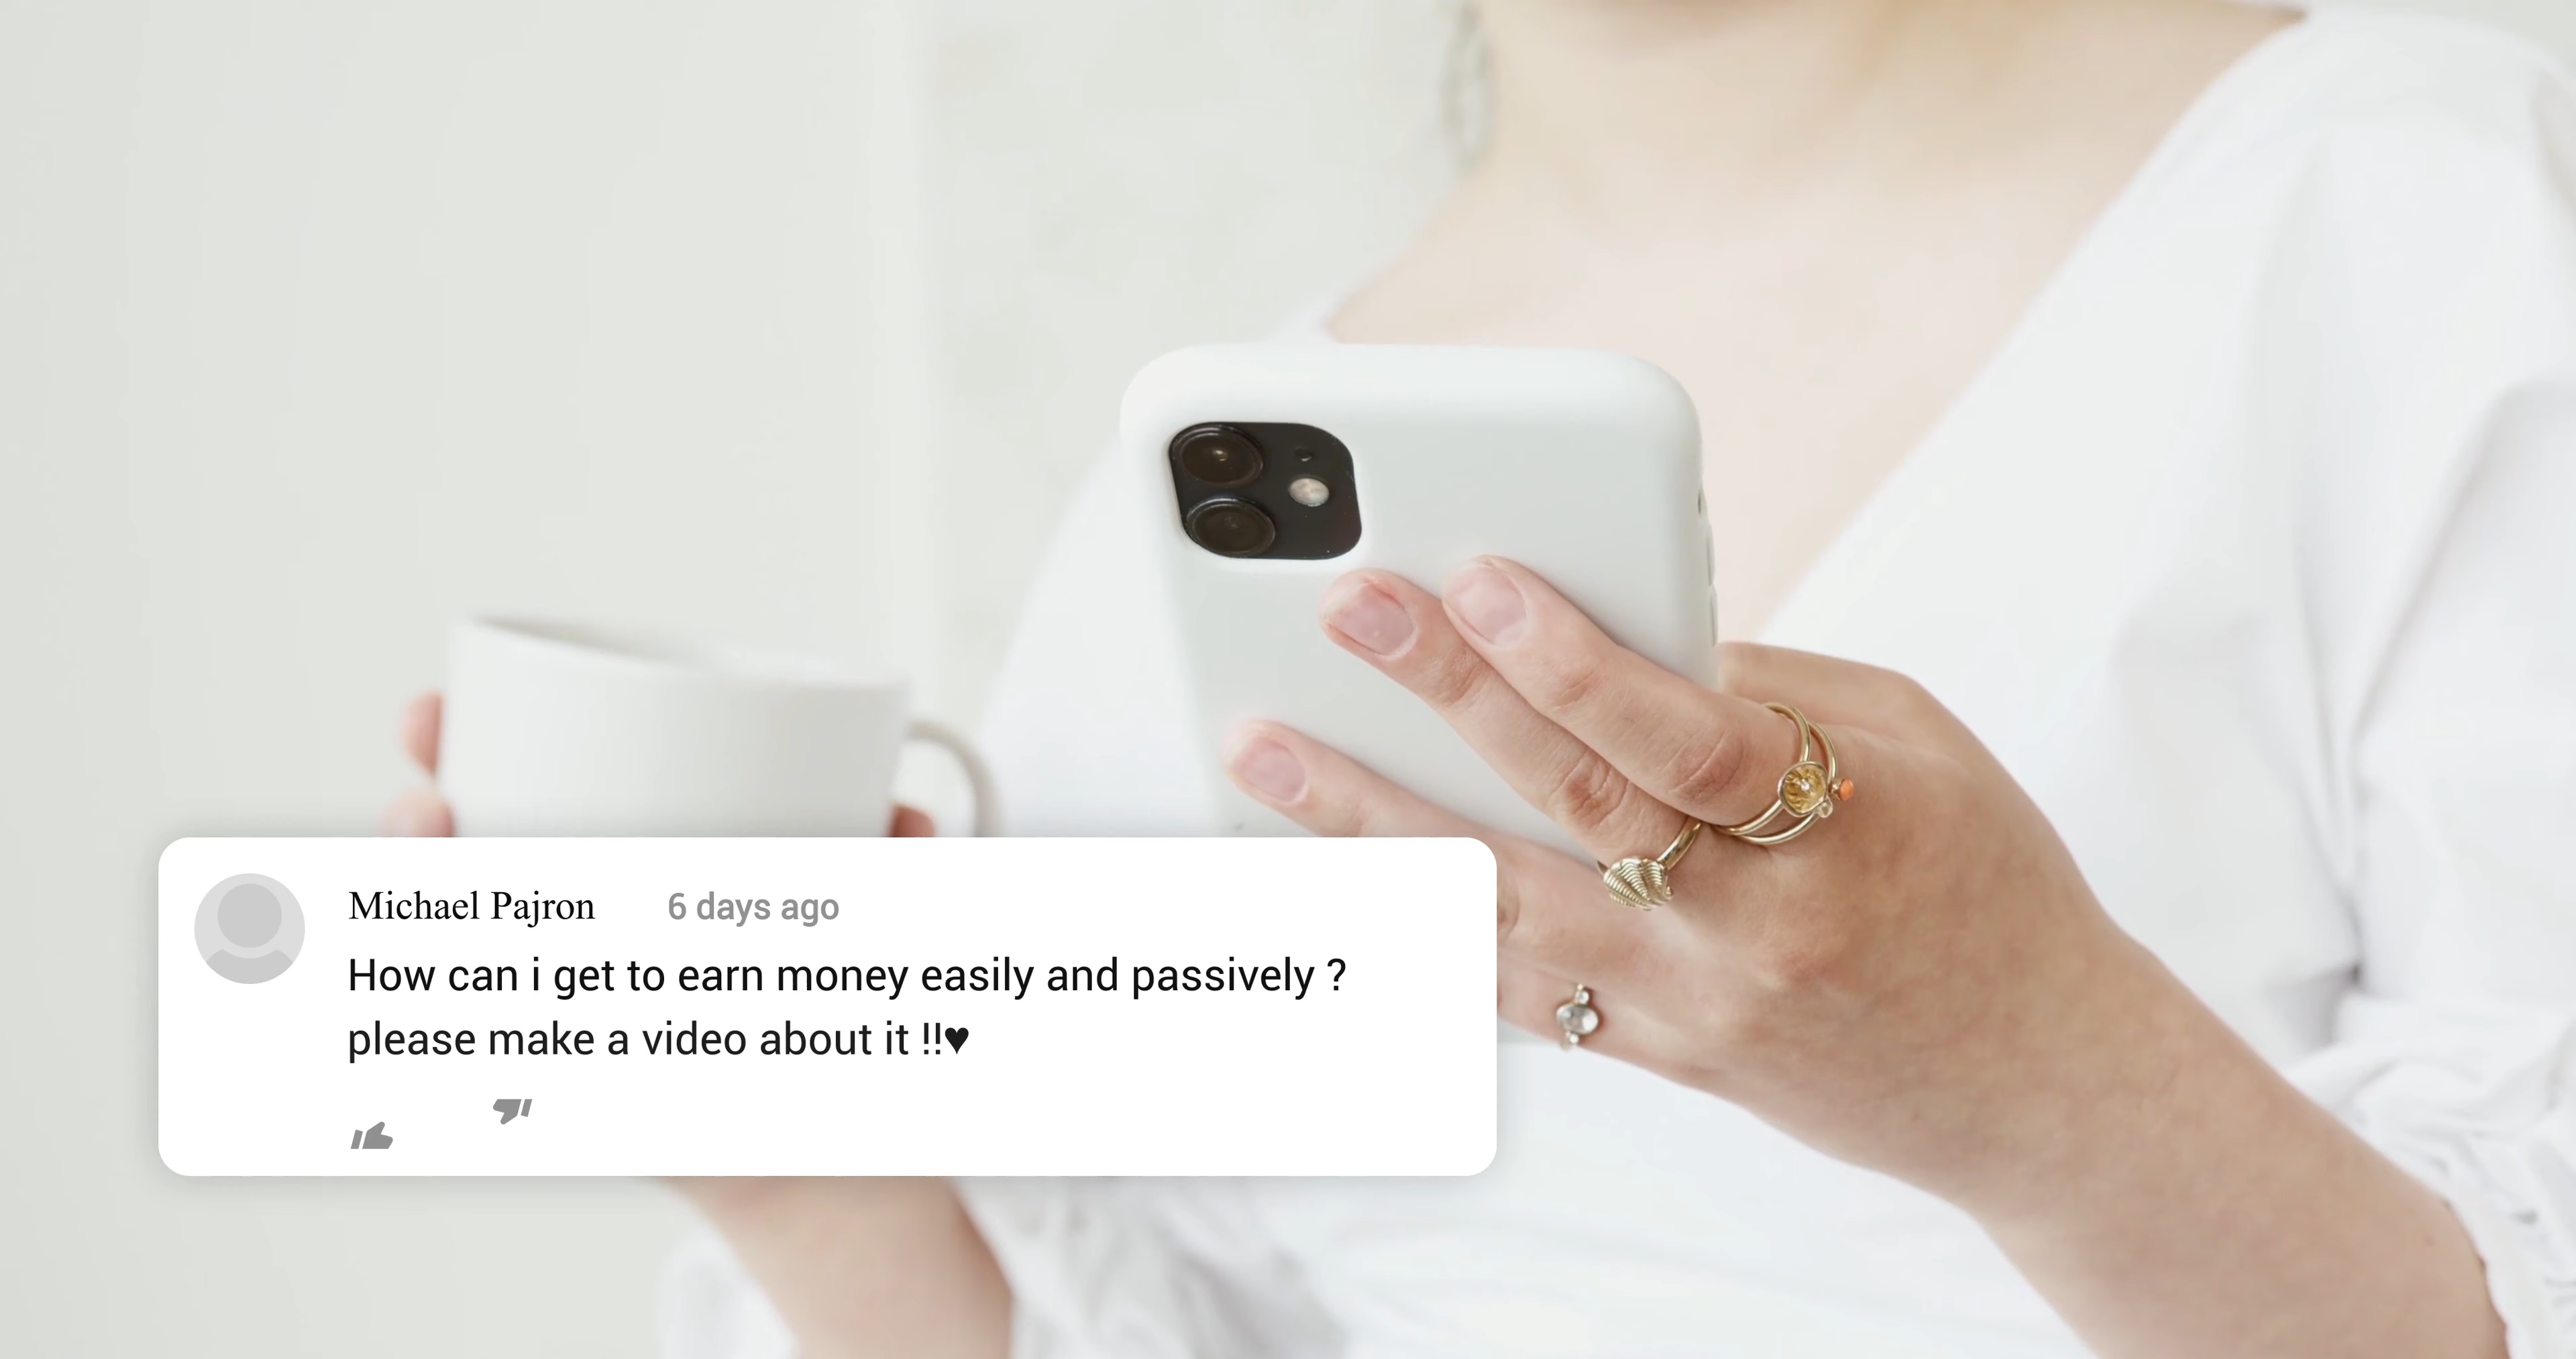 Michael Pajron 6 days ago
How can i get to earn money easily and passively ?
please make a video about it !!♥